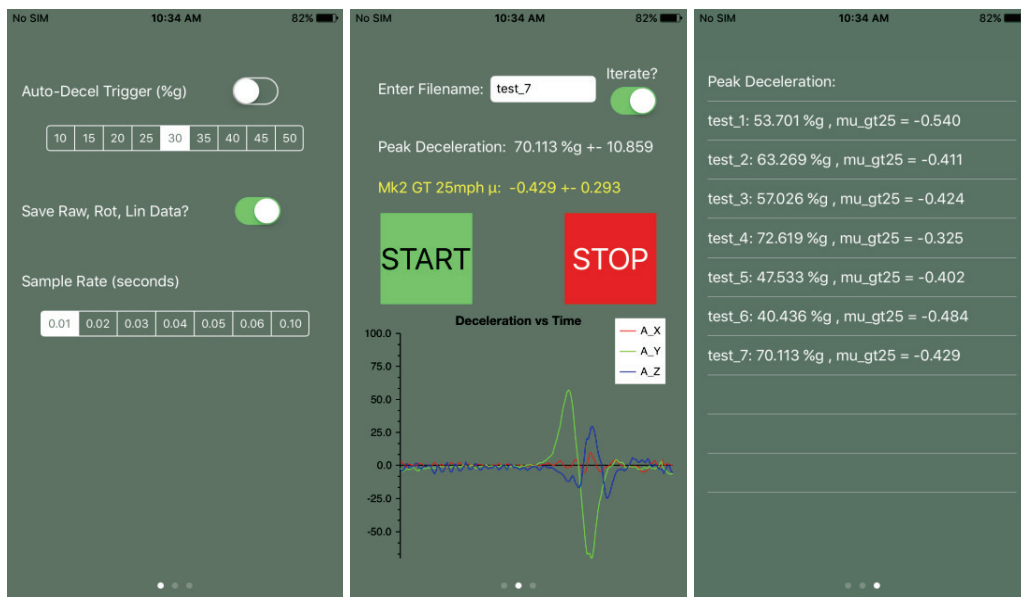 No SIM 10:34 AM 82%
Auto-Decel Trigger (%g)
10 15 20 25 30 35 40 45 50
Save Raw, Rot, Lin Data?
Sample Rate (seconds)
0.01 0.02 0.03 0.04 0.05 0.06 0.10
No SIM 10:34 AM 82%
Iterate?
Enter Filename: test_7
Peak Deceleration: 70.113 %g +- 10.859
Mk2 GT 25mph μ: -0.429 +- 0.293
START STOP
Deceleration vs Time
A_X
A_Y
A_Z
100.0
75.0
50.0
25.0
0.0
-25.0
-50.0
No SIM 10:34 AM 82%
Peak Deceleration:
test_1: 53.701 %g , mu_gt25 = -0.540
test_2: 63.269 %g , mu_gt25 = -0.411
test_3: 57.026 %g , mu_gt25 = -0.424
test_4: 72.619 %g , mu_gt25 = -0.325
test_5: 47.533 %g , mu_gt25 = -0.402
test_6: 40.436 %g , mu_gt25 = -0.484
test_7: 70.113 %g , mu_gt25 = -0.429